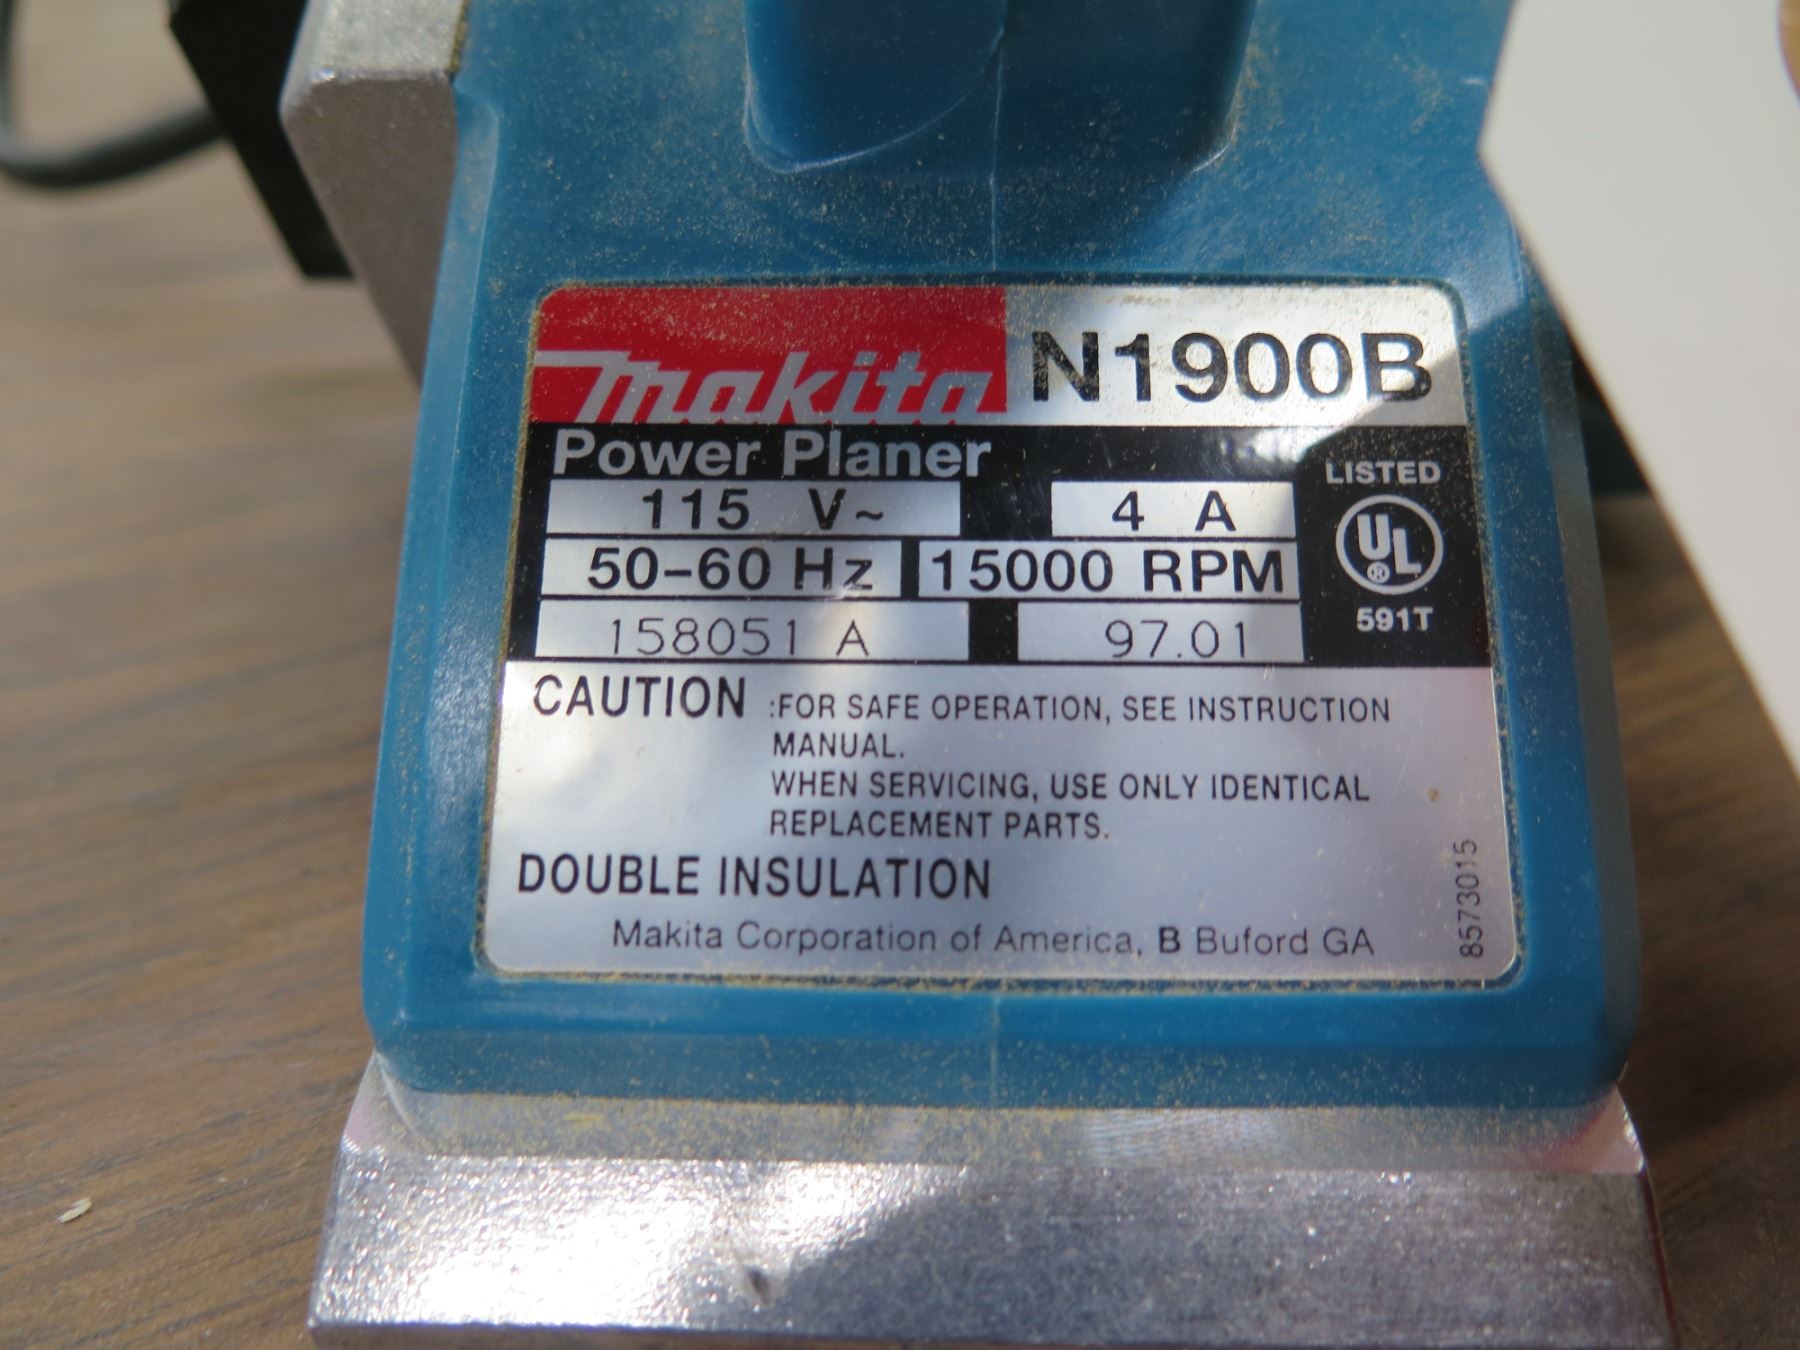 makita N1900B
Power Planer
LISTED
115 V~ 4 A
50-60 Hz 15000 RPM
UL ®
158051 A 97.01
591T
CAUTION :FOR SAFE OPERATION, SEE INSTRUCTION
MANUAL.
WHEN SERVICING, USE ONLY IDENTICAL
REPLACEMENT PARTS.
DOUBLE INSULATION
Makita Corporation of America, B Buford GA
8573015